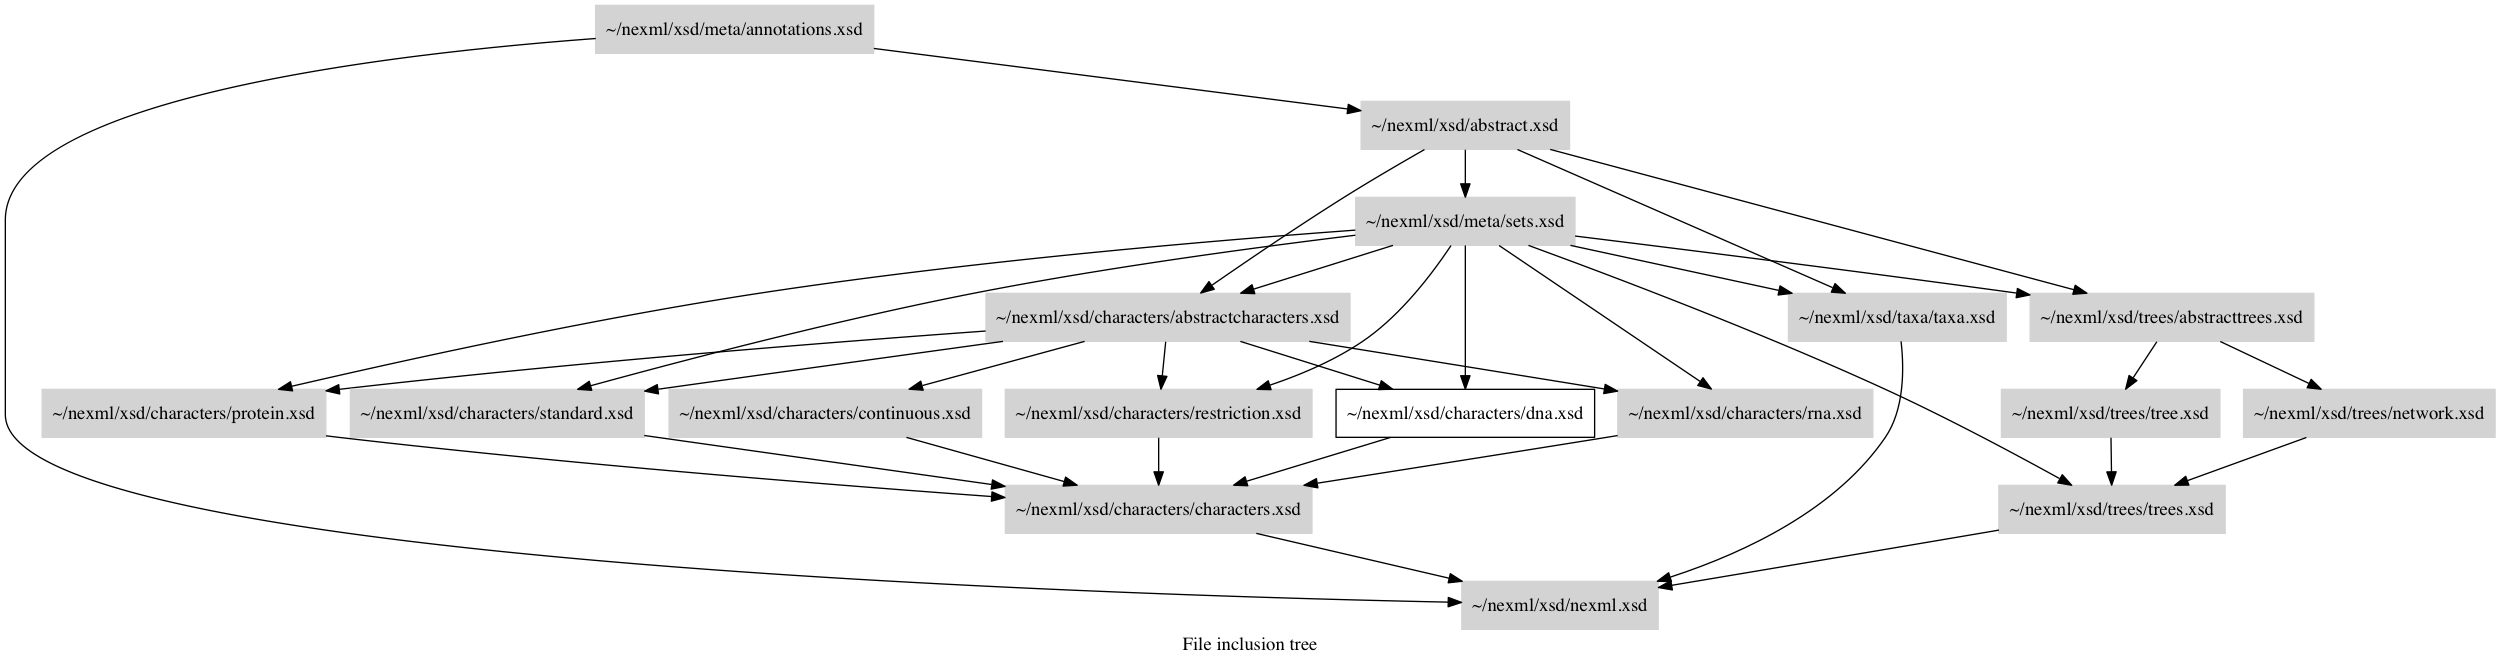 ~/nexml/xsd/meta/annotations.xsd
~/nexml/xsd/abstract.xsd
~/nexml/xsd/meta/sets.xsd
~/nexml/xsd/characters/abstractcharacters.xsd
~/nexml/xsd/taxa/taxa.xsd
~/nexml/xsd/trees/abstracttrees.xsd
~/nexml/xsd/characters/protein.xsd
~/nexml/xsd/characters/standard.xsd
~/nexml/xsd/characters/continuous.xsd
~/nexml/xsd/characters/restriction.xsd
~/nexml/xsd/characters/dna.xsd
~/nexml/xsd/characters/rna.xsd
~/nexml/xsd/trees/tree.xsd
~/nexml/xsd/trees/network.xsd
~/nexml/xsd/characters/characters.xsd
~/nexml/xsd/trees/trees.xsd
~/nexml/xsd/nexml.xsd
File inclusion tree